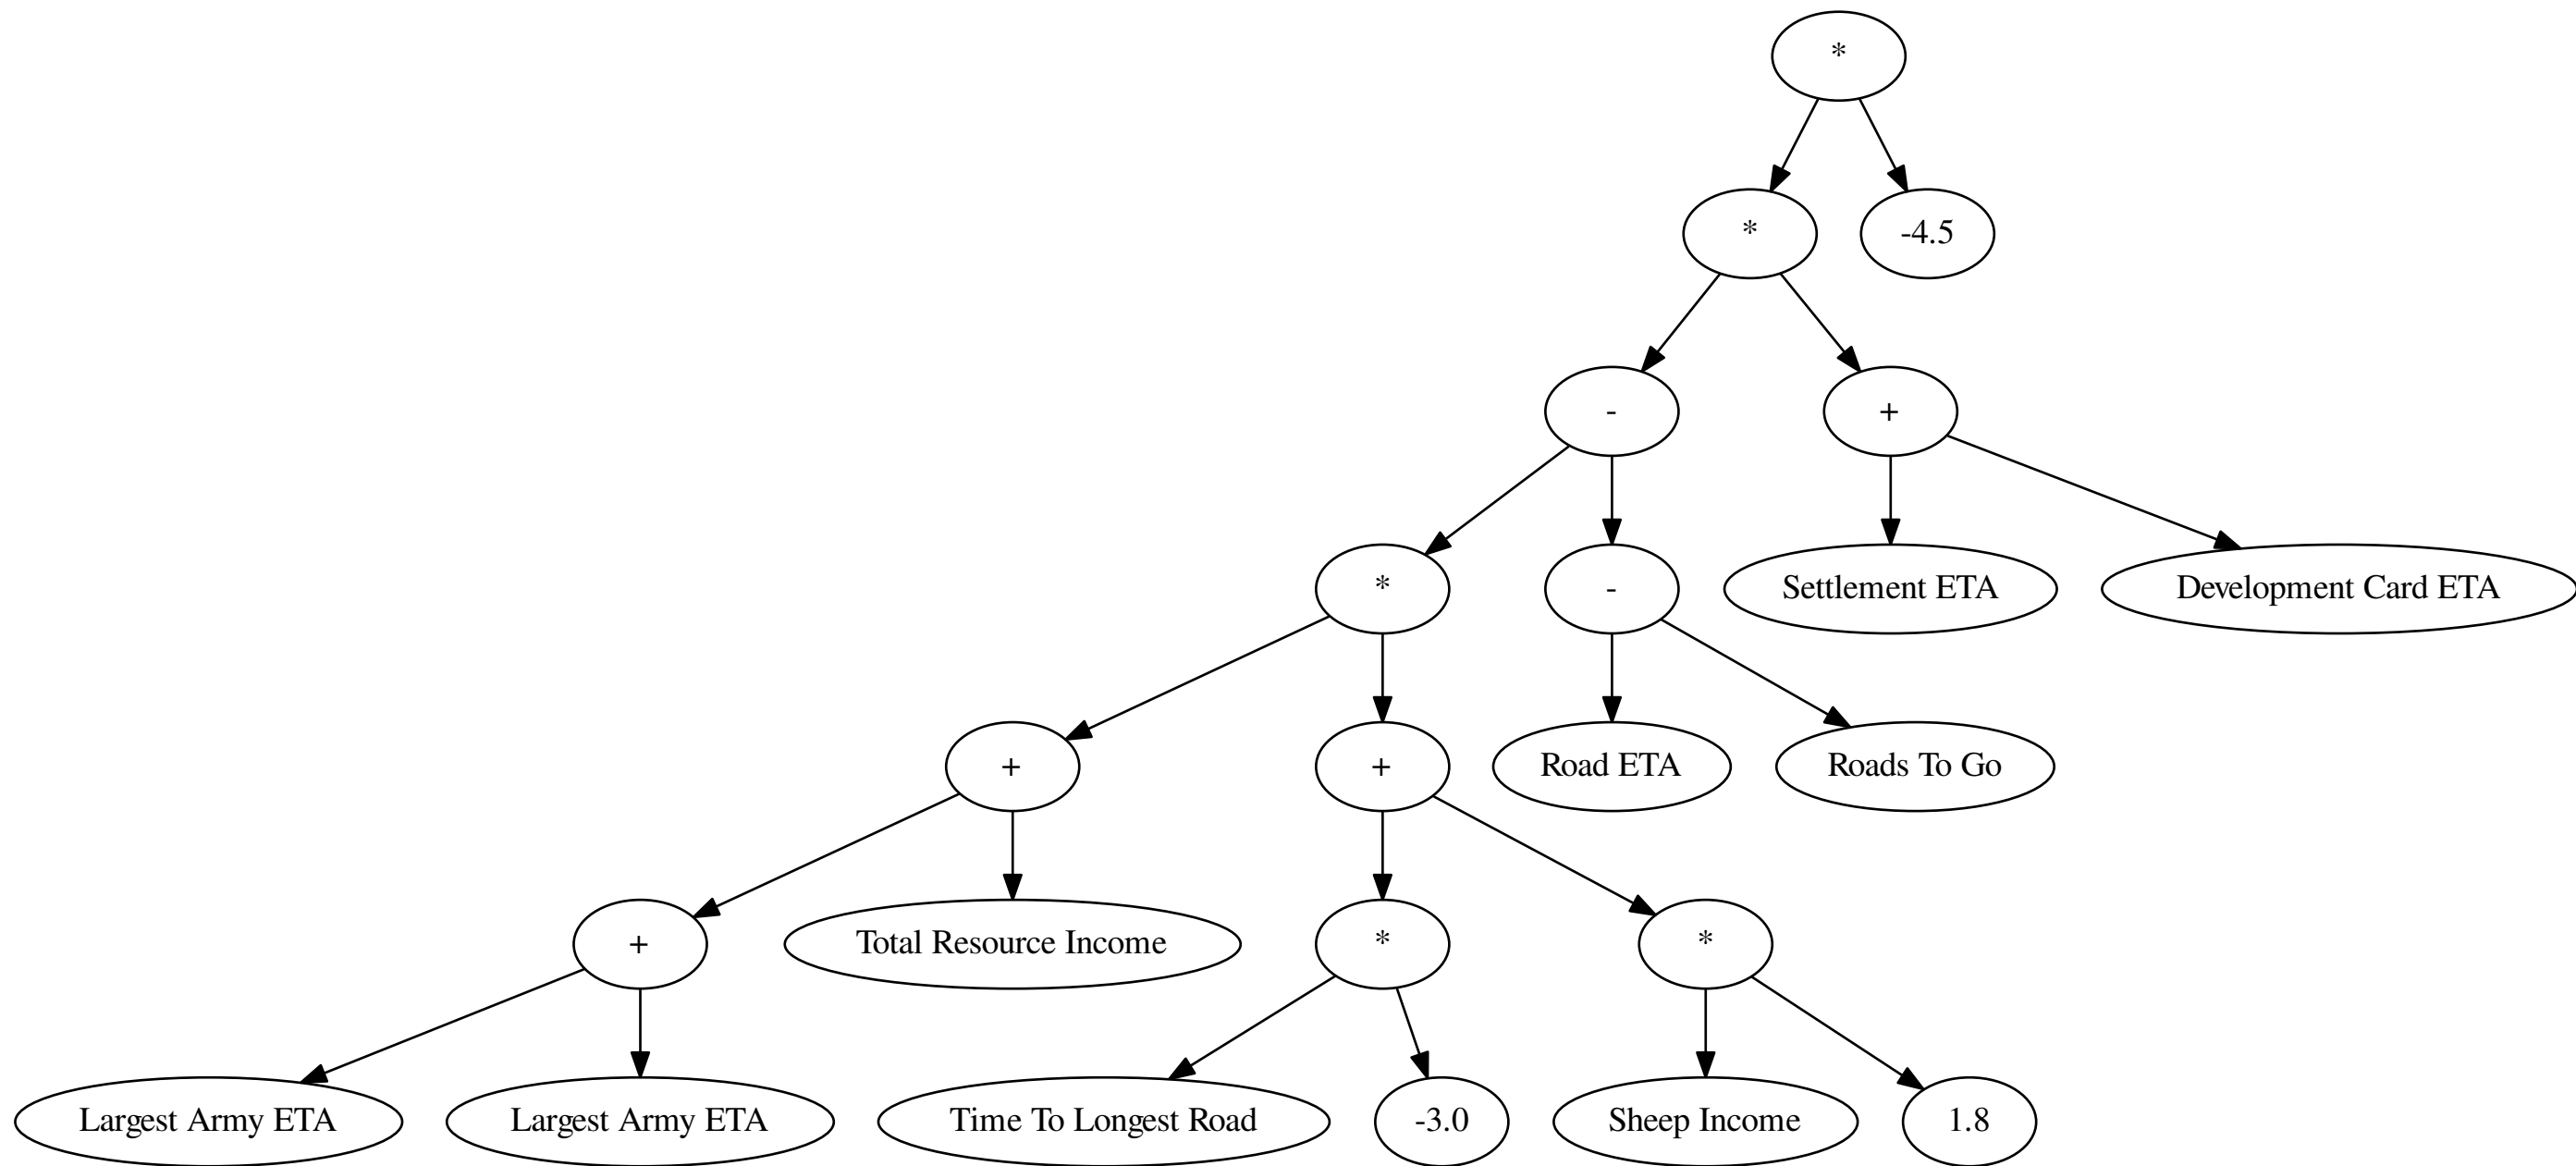 *
*
-4.5
-
+
*
-
Settlement ETA
Development Card ETA
+
+
Road ETA
Roads To Go
+
Total Resource Income
*
*
Largest Army ETA
Largest Army ETA
Time To Longest Road
-3.0
Sheep Income
1.8